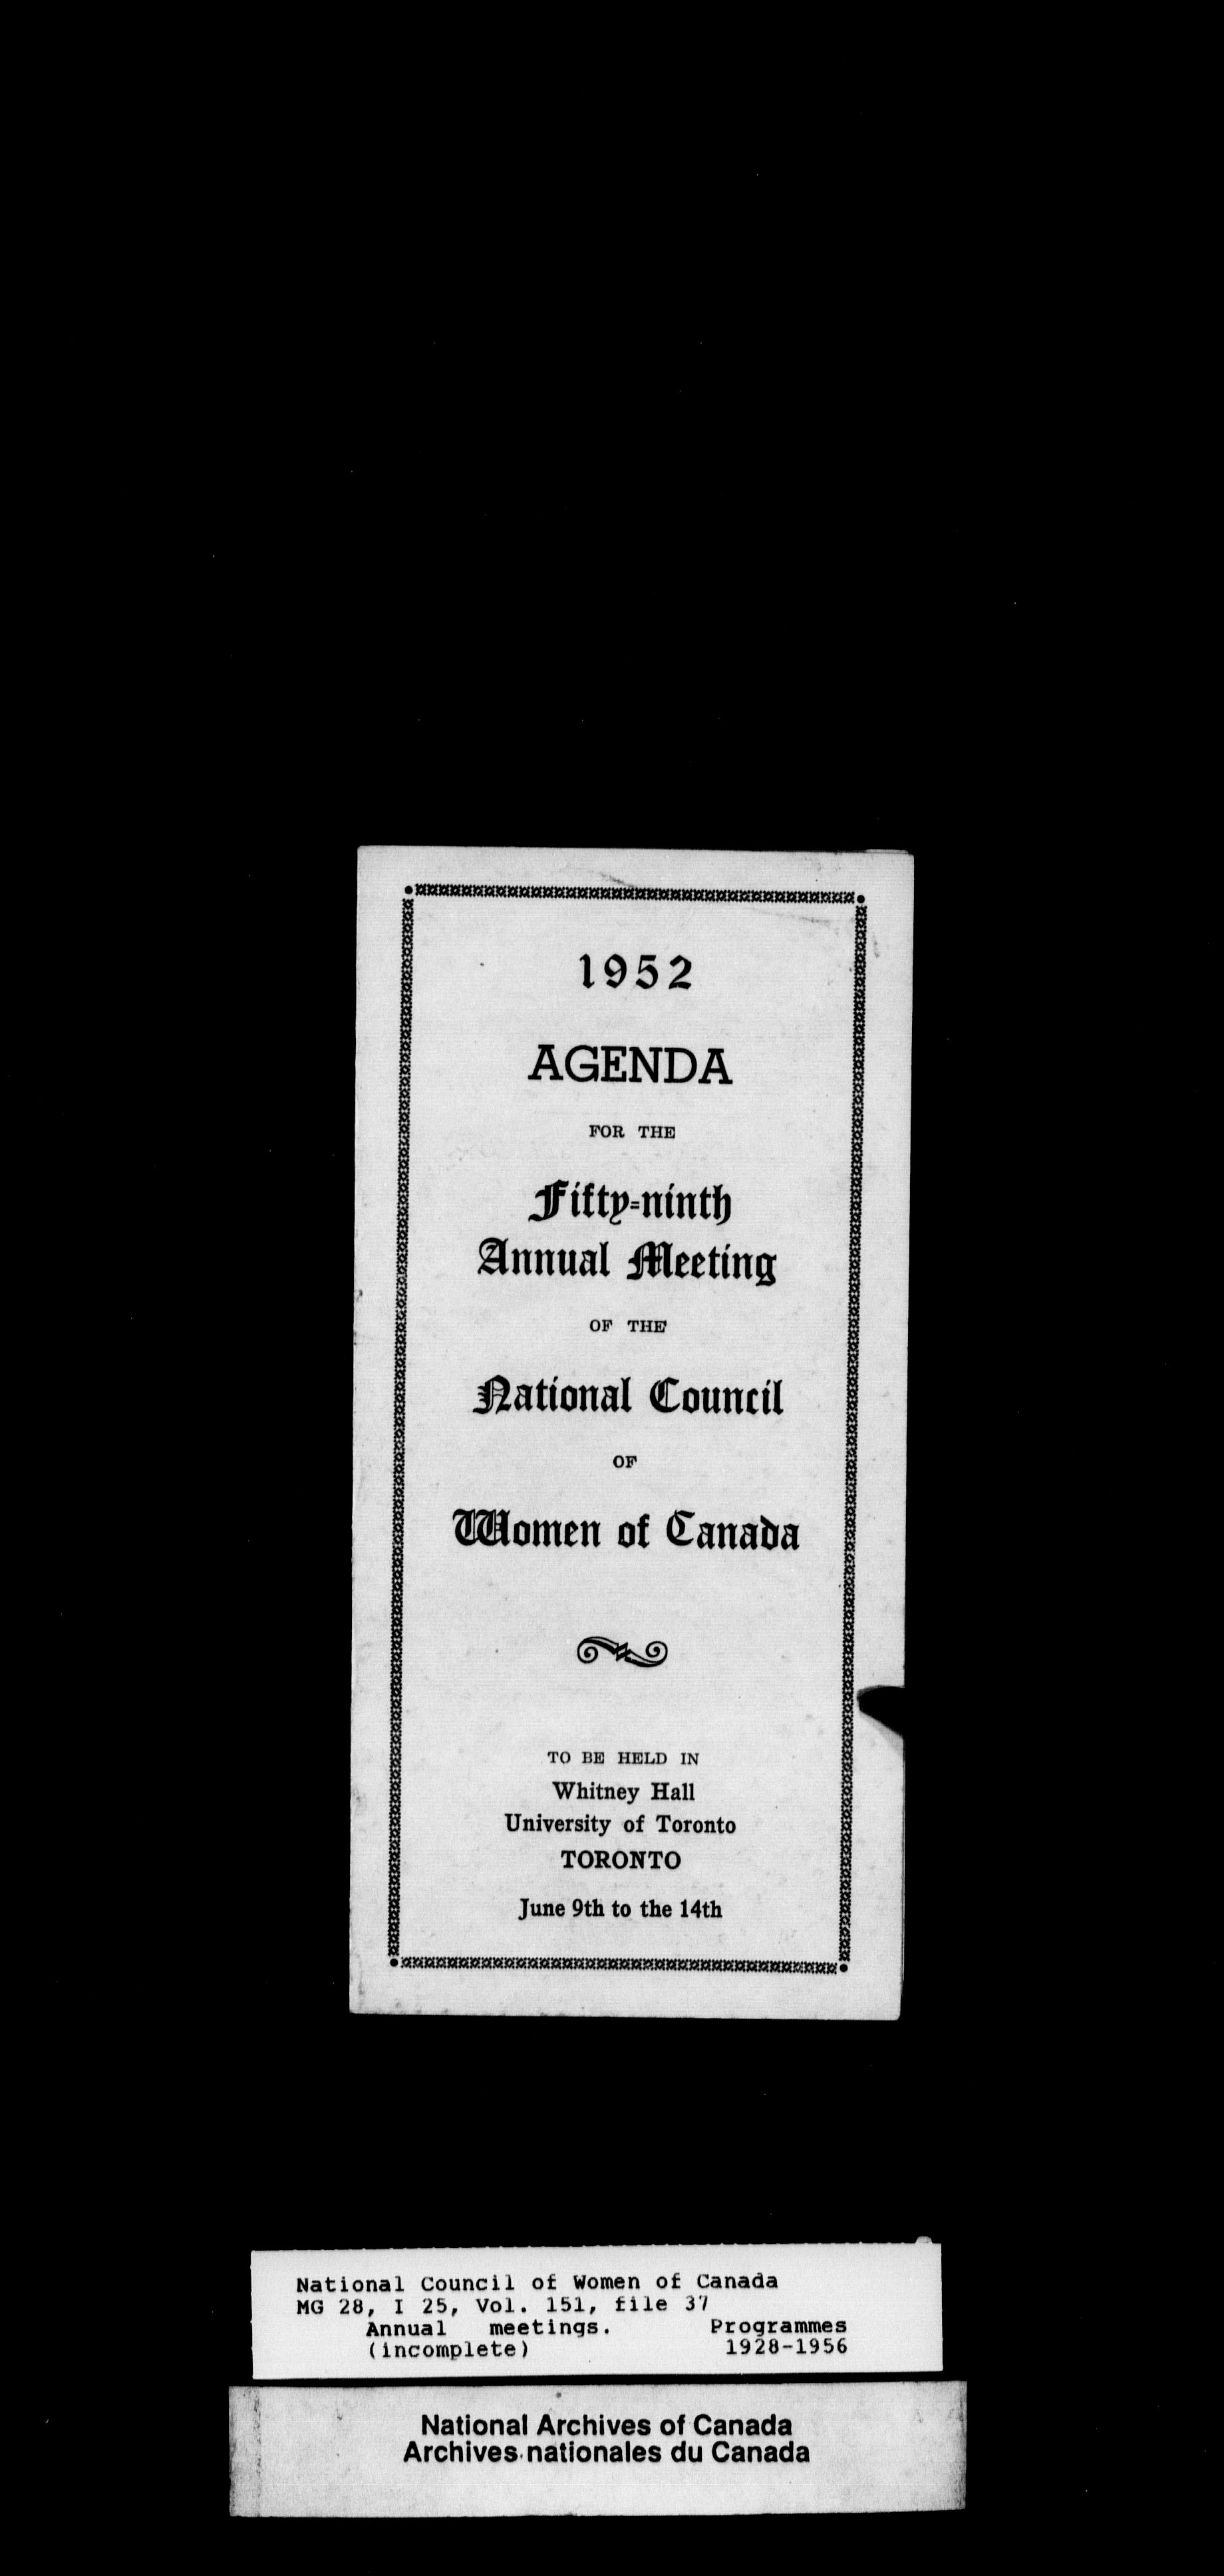 1952
AGENDA
FOR THE
Fifty=ninth
Annual Meeting
OF THE
National Council
OF
Women of Canada
TO BE HELD IN
Whitney Hall
University of Toronto
TORONTO
June 9th to the 14th
National Council of Women of Canada
MG 28, I 25, Vol. 151, file 37
Annual meetings. Programmes
(incomplete) 1928-1956
National Archives of Canada
Archives nationales du Canada